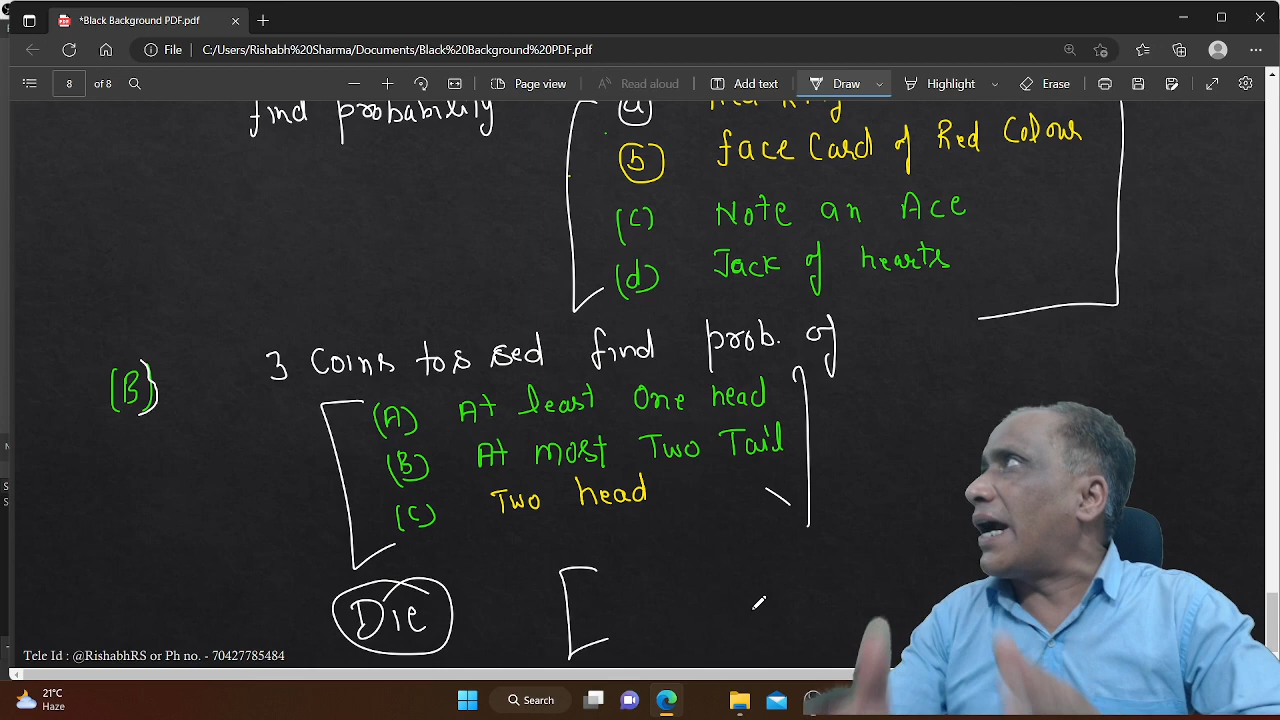 *Black Background PDF.pdf
File C:/Users/Rishabh%20Sharma/Documents/Black%20Background%20PDF.pdf
8 of 8 Page view Read aloud Add text Draw Highlight Erase
find probability
(a)
(b) face Card of Red Colour
(c) Note an Ace
(d) Jack of hearts
(B) 3 Coins tossed find prob. of
(A) At least One head
(B) At most Two Tail
(C) Two head
Die
Tele Id : @RishabhRS or Ph no. - 70427785484
21°C
Haze
Search